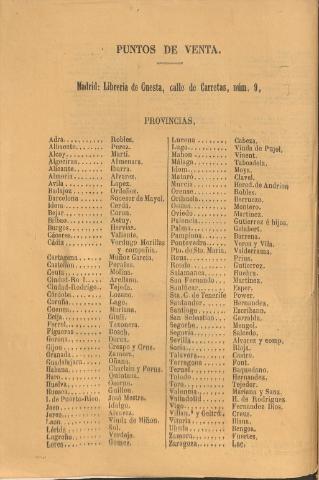 PUNTOS DE VENTA.
Madrid: Librería de Cuesta, calle de Carretas, núm. 9,
PROVINCIAS.
Adra........ Robles.
Albacete........ Perez.
Alcoy........ Martí.
Algeciras........ Almenara.
Alicante........ Ibarra.
Almería........ Alvarez.
Avila........ Lopez.
Badajoz........ Orduña.
Barcelona........ Sucesor de Mayol.
Idem........ Cerdá.
Bejar........ Coron.
Bilbao........ Astuy.
Burgos........ Hervias.
Cáceres........ Valiente.
Cádiz........ Verdugo Morillas
y compañía.
Cartagena........ Muñoz García.
Castellon........ Perales.
Ceuta........ Molina.
Ciudad-Real........ Arellano.
Ciudad-Rodrigo.. Tejeda.
Córdoba........ Lozano.
Coruña........ Lago.
Cuenca........ Mariana.
Ecija........ Giuli.
Ferrol........ Taxonera.
Figueras........ Bosch.
Gerona........ Dorca.
Gijon........ Crespo y Cruz.
Granada........ Zamora.
Guadalajara........ Oñana.
Habana........ Charlain y Fernz.
Haro........ Quintana.
Huelva........ Osorno.
Huesca........ Guillen.
I. de Puerto-Rico. José Mestre.
Jaen........ Idalgo.
Jerez........ Alvarez.
Leon........ Viuda de Miñon.
Lérida........ Sol.
Logroño........ Verdejo.
Lorca........ Gomez.
Lucena........ Cabeza.
Lugo........ Viuda de Pujol.
Mahon........ Vinent.
Málaga........ Taboadela.
Idem........ Moya.
Mataró........ Clavel.
Murcia........ Hered. de Andrion
Orense........ Robles.
Orihuela........ Berruezo.
Osuna........ Montero.
Oviedo........ Martinez.
Palencia........ Gutierrez é hijos.
Palma........ Gelabert.
Pamplona........ Barrena.
Pontevedra........ Verea y Vila.
Pto. de Sta. María. Valderrama.
Reus........ Prius.
Ronda........ Gutierrez.
Salamanca........ Huebra.
San Fernando.... Martinez.
Sanlúcar........ Esper.
Sta. C. de Tenerife Power.
Santander........ Hernandez.
Santiago........ Escribano.
San Sebastian.... Garralda.
Segorbe........ Mengol.
Segovia........ Salcedo.
Sevilla........ Alvarez y comp.
Soria........ Rioja.
Talavera........ Castro.
Tarragona........ Font.
Teruel........ Baquedano.
Toledo........ Hernandez.
Toro........ Tejedor.
Valencia........ Mariana y Sanz.
Valladolid........ H. de Rodriguez.
Vigo........ Fernandez Dios.
Villan.ª y Geltrú. Creus.
Vitoria........ Illana.
Ubeda........ Bengoa.
Zamora........ Fuertes.
Zaragoza........ Lac.